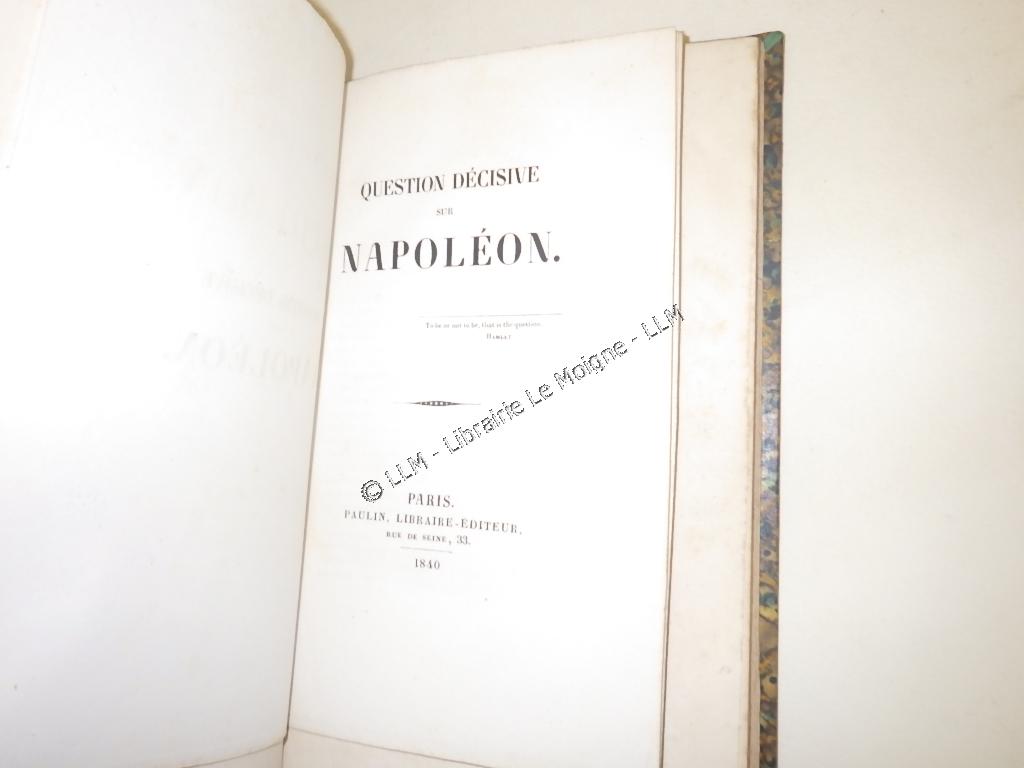 QUESTION DÉCISIVE
SUR
NAPOLÉON.
To be or not to be, that is the question.
HAMLET
© LLM - Librairie Le Moigne - LLM
PARIS.
PAULIN, LIBRAIRE-ÉDITEUR,
RUE DE SEINE, 33.
1840